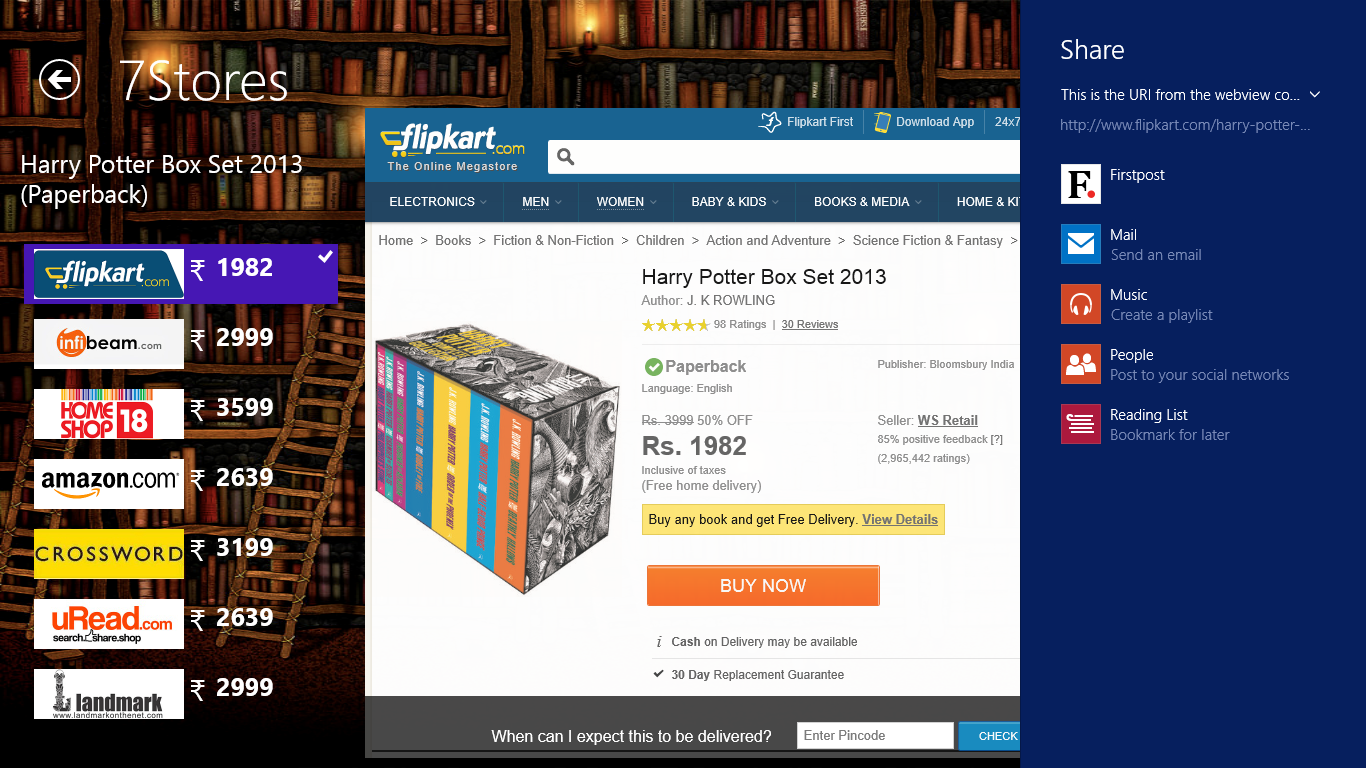 7Stores
Harry Potter Box Set 2013
(Paperback)
flipkart.com
₹ 1982
infibeam.com
₹ 2999
HOME
SHOP 18
₹ 3599
amazon.com
₹ 2639
CROSSWORD
₹ 3199
uRead.com
search.share.shop
₹ 2639
landmark
www.landmarkonthenet.com
₹ 2999
flipkart.com
The Online Megastore
Flipkart First
Download App
24x7
ELECTRONICS
MEN
WOMEN
BABY & KIDS
BOOKS & MEDIA
HOME & KI
Home > Books > Fiction & Non-Fiction > Children > Action and Adventure > Science Fiction & Fantasy >
Harry Potter Box Set 2013
Author: J. K ROWLING
98 Ratings | 30 Reviews
Paperback
Publisher: Bloomsbury India
Language: English
Rs. 3999 50% OFF
Seller: WS Retail
Rs. 1982
85% positive feedback [?]
(2,965,442 ratings)
Inclusive of taxes
(Free home delivery)
Buy any book and get Free Delivery. View Details
BUY NOW
i Cash on Delivery may be available
30 Day Replacement Guarantee
When can I expect this to be delivered?
Enter Pincode
CHECK
Share
This is the URI from the webview co...
http://www.flipkart.com/harry-potter-...
F.
Firstpost
Mail
Send an email
Music
Create a playlist
People
Post to your social networks
Reading List
Bookmark for later